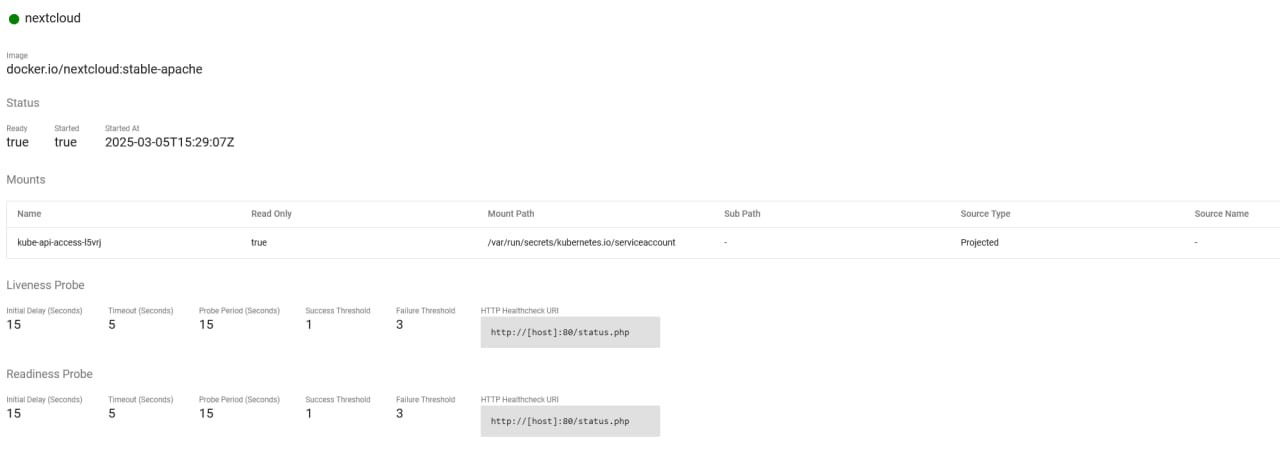 nextcloud
Image
docker.io/nextcloud:stable-apache
Status
Ready Started Started At
true true 2025-03-05T15:29:07Z
Mounts
Name Read Only Mount Path Sub Path Source Type Source Name
kube-api-access-l5vrj true /var/run/secrets/kubernetes.io/serviceaccount - Projected -
Liveness Probe
Initial Delay (Seconds) Timeout (Seconds) Probe Period (Seconds) Success Threshold Failure Threshold HTTP Healthcheck URI
15 5 15 1 3 http://[host]:80/status.php
Readiness Probe
Initial Delay (Seconds) Timeout (Seconds) Probe Period (Seconds) Success Threshold Failure Threshold HTTP Healthcheck URI
15 5 15 1 3 http://[host]:80/status.php